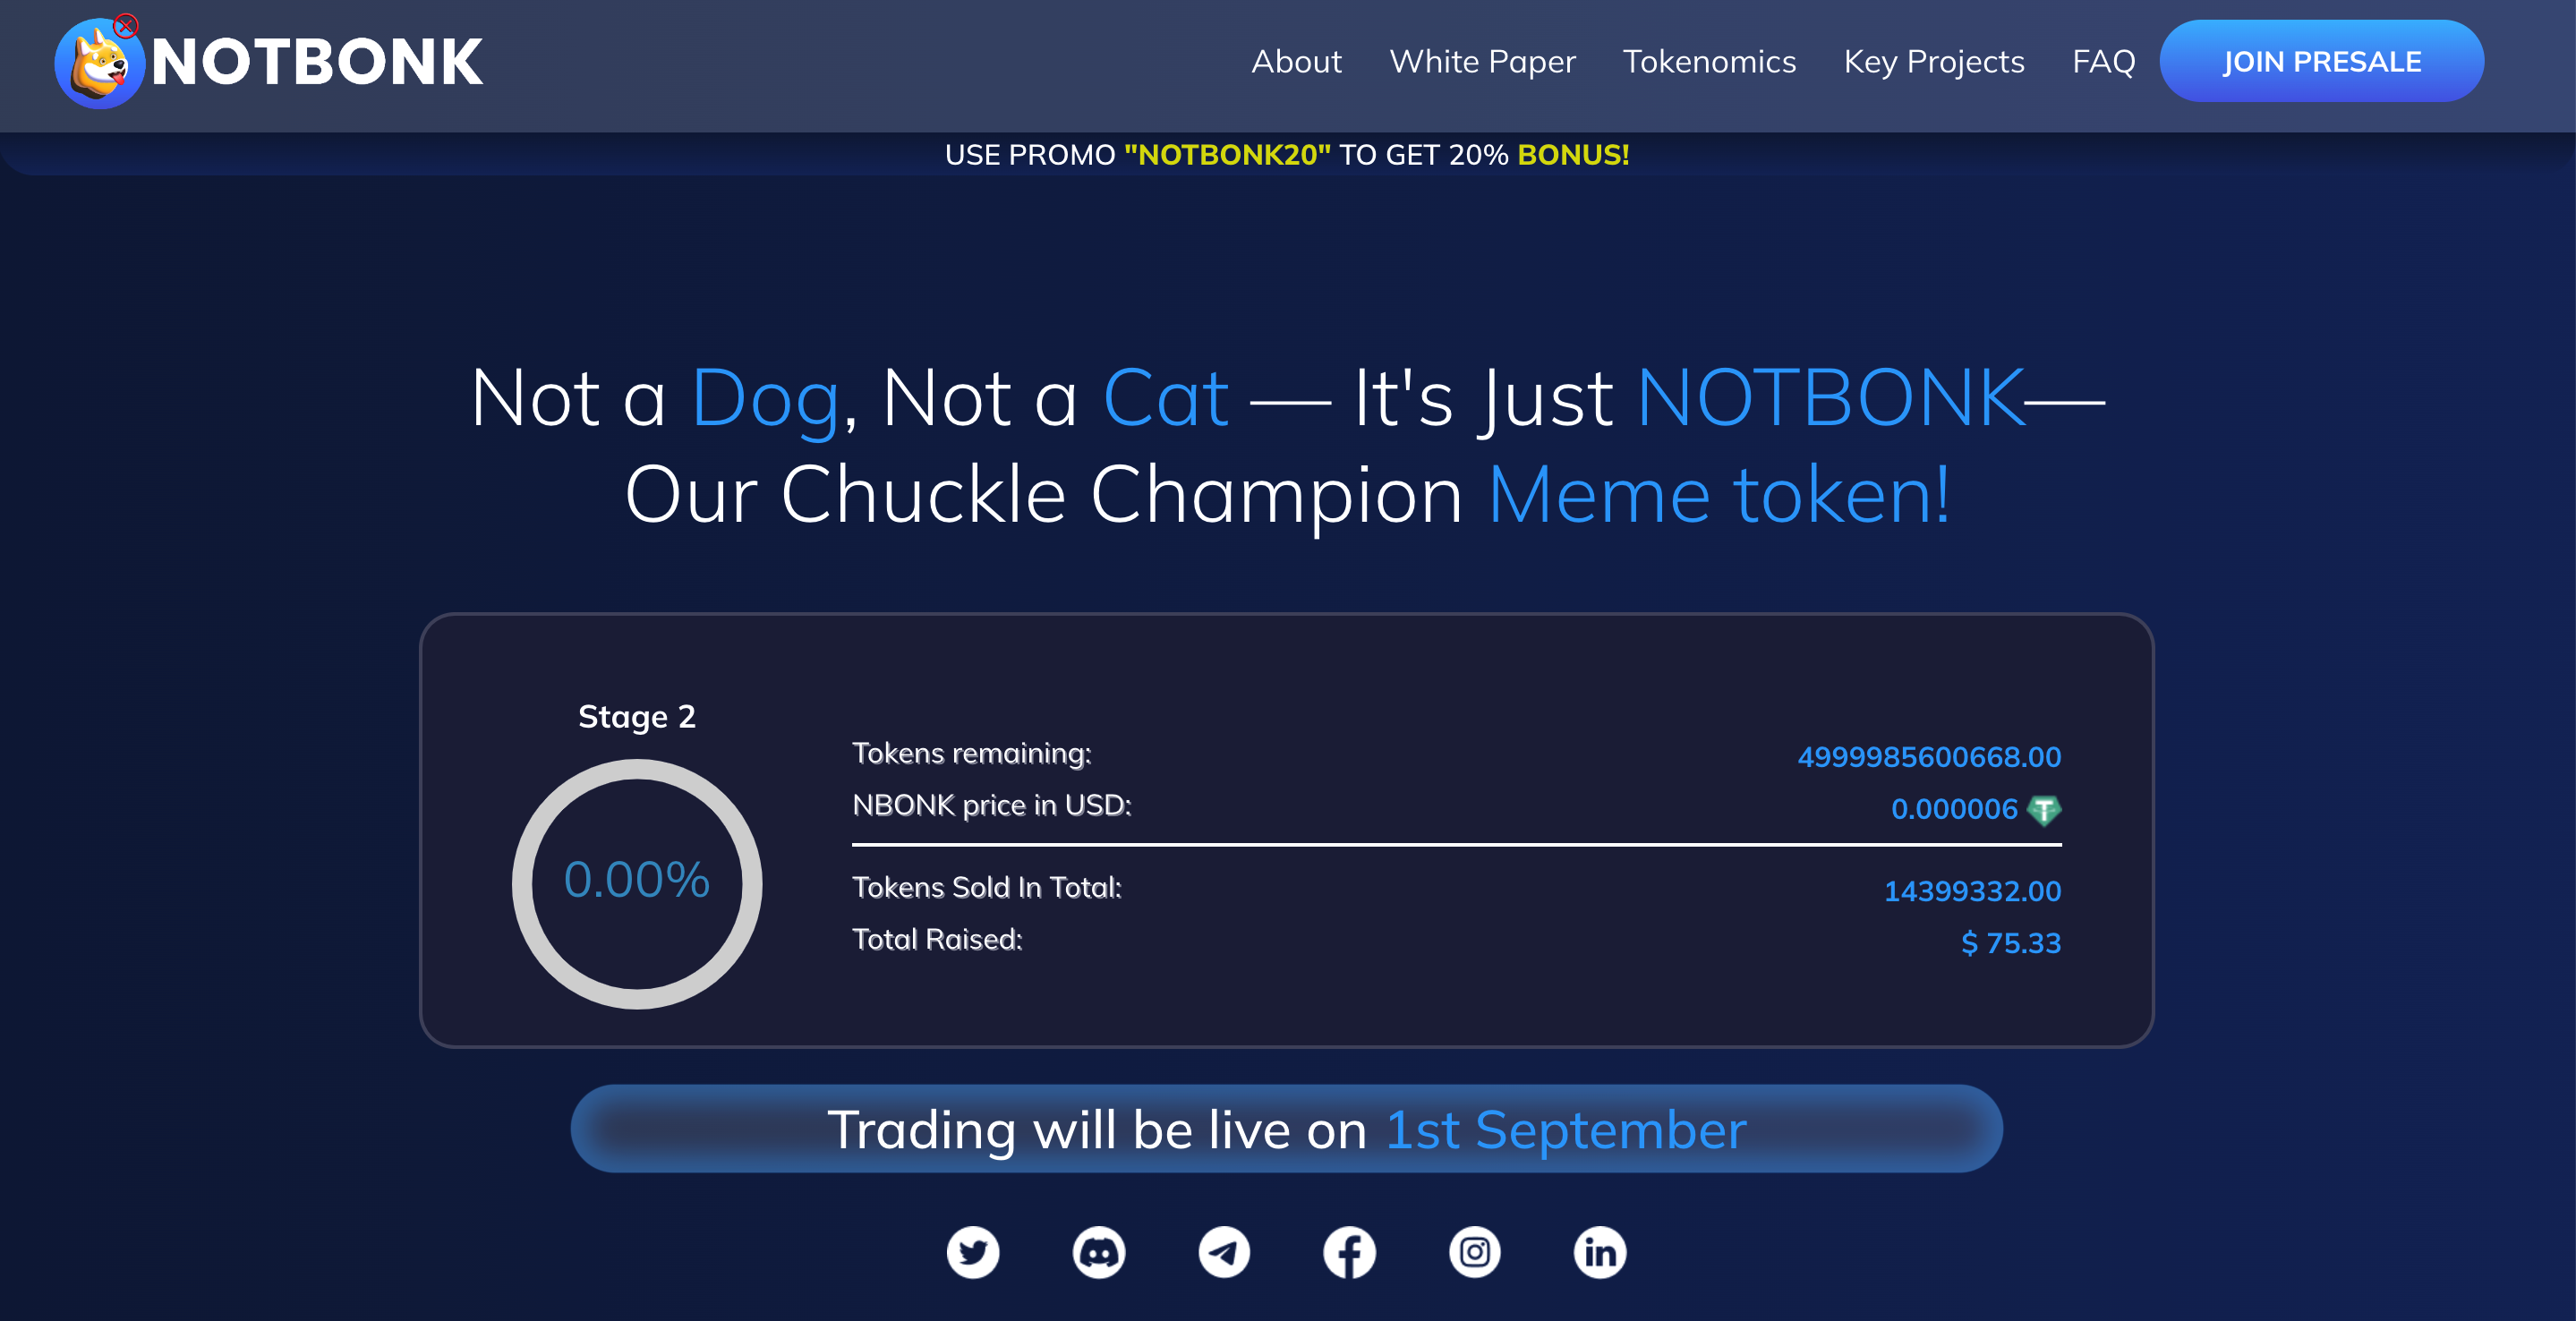 NOTBONK
About White Paper Tokenomics Key Projects FAQ JOIN PRESALE
USE PROMO "NOTBONK20" TO GET 20% BONUS!
Not a Dog, Not a Cat — It's Just NOTBONK—
Our Chuckle Champion Meme token!
Stage 2
0.00%
Tokens remaining: 4999985600668.00
NBONK price in USD: 0.000006
Tokens Sold In Total: 14399332.00
Total Raised: $ 75.33
Trading will be live on 1st September